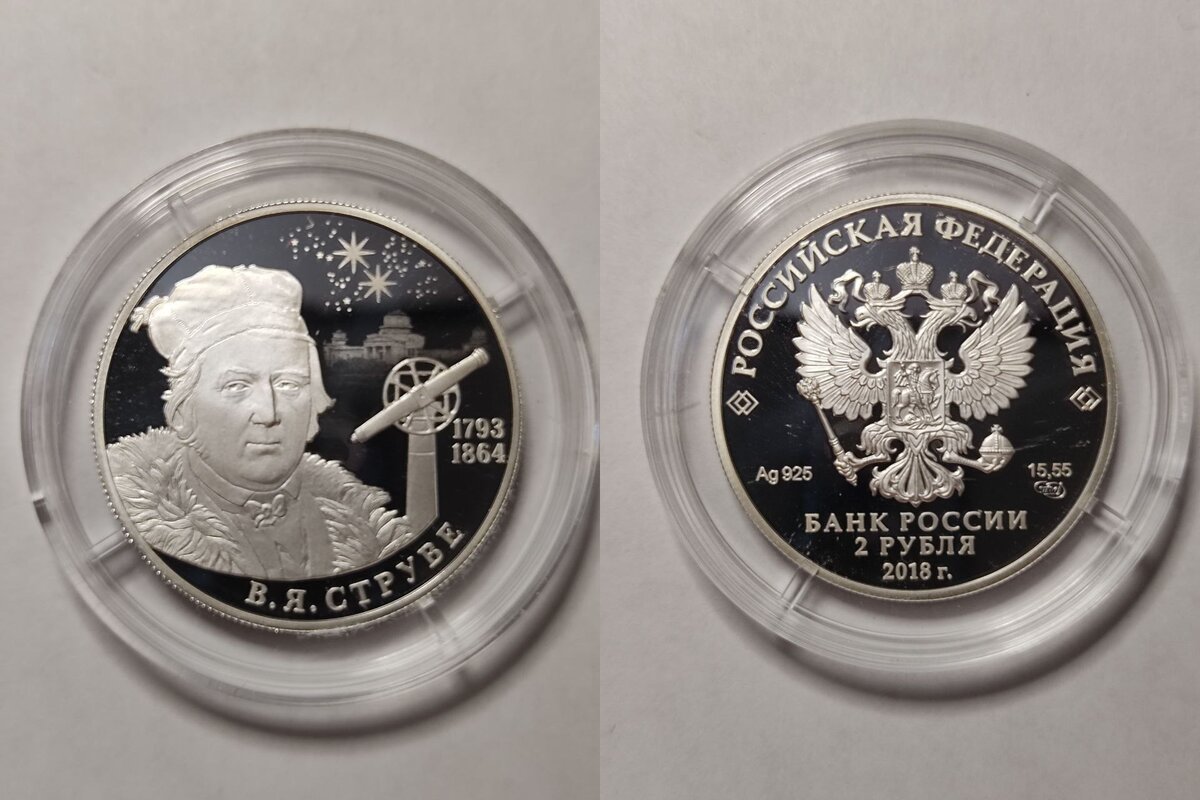 1793
1864
В.Я.СТРУВЕ
РОССИЙСКАЯ ФЕДЕРАЦИЯ
Ag 925
15,55
БАНК РОССИИ
2 РУБЛЯ
2018 г.